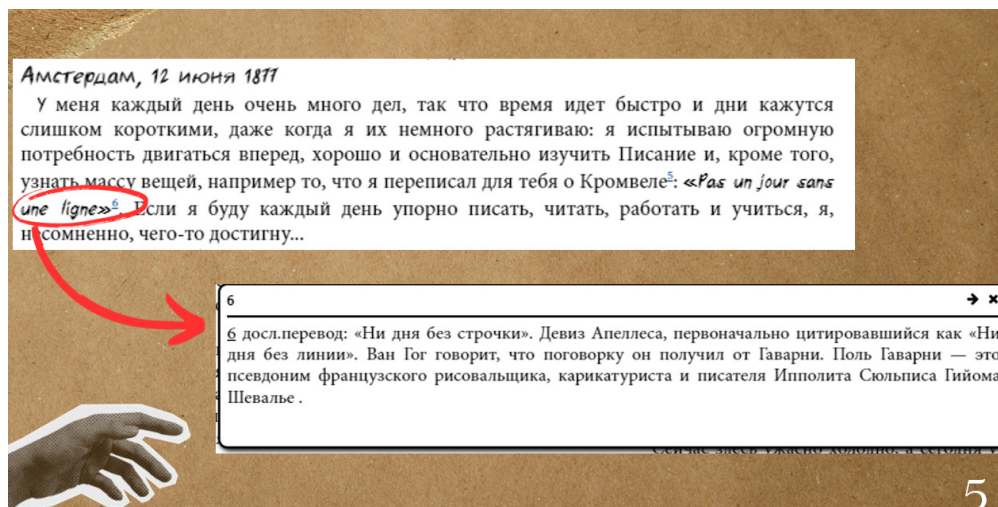 Амстердам, 12 июня 1877
У меня каждый день очень много дел, так что время идет быстро и дни кажутся
слишком короткими, даже когда я их немного растягиваю: я испытываю огромную
потребность двигаться вперед, хорошо и основательно изучить Писание и, кроме того,
узнать массу вещей, например то, что я переписал для тебя о Кромвеле5: «Pas un jour sans
une ligne»6. Если я буду каждый день упорно писать, читать, работать и учиться, я,
несомненно, чего-то достигну...
6
6 досл.перевод: «Ни дня без строчки». Девиз Апеллеса, первоначально цитировавшийся как «Ни
дня без линии». Ван Гог говорит, что поговорку он получил от Гаварни. Поль Гаварни — это
псевдоним французского рисовальщика, карикатуриста и писателя Ипполита Сюльписа Гийома
Шевалье .
5